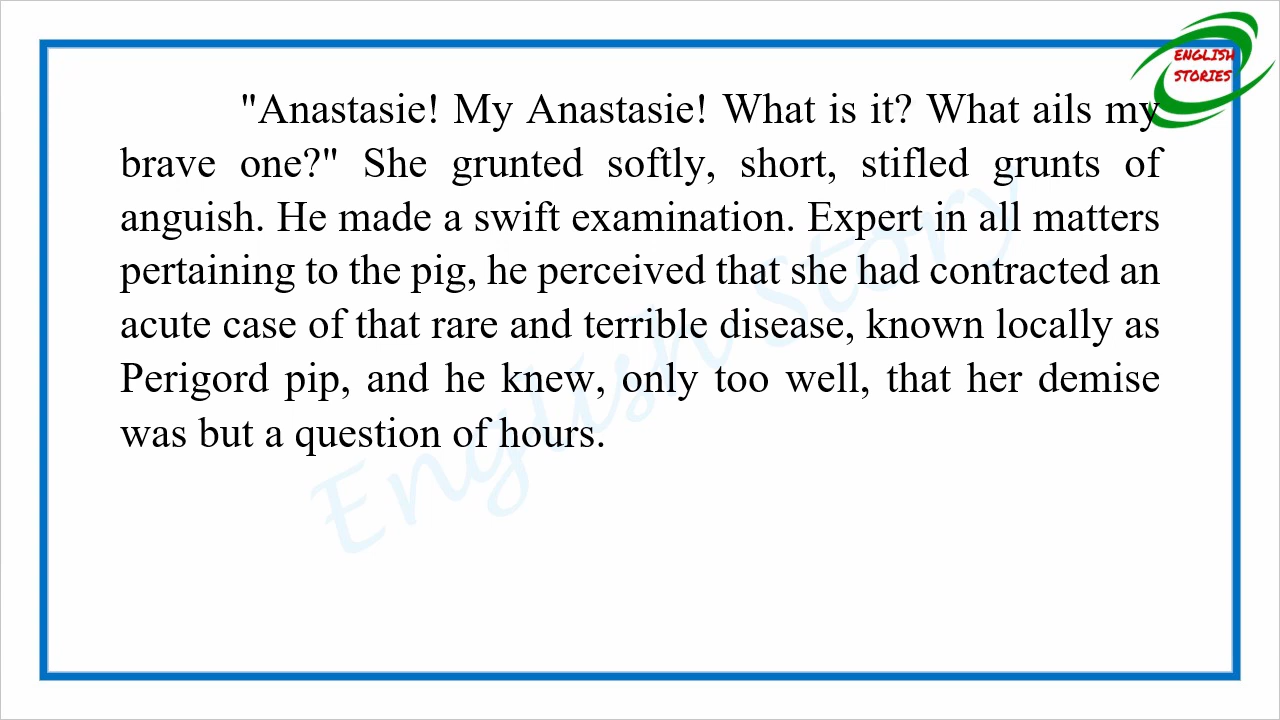 ENGLISH
STORIES
"Anastasie! My Anastasie! What is it? What ails my
brave one?" She grunted softly, short, stifled grunts of
anguish. He made a swift examination. Expert in all matters
pertaining to the pig, he perceived that she had contracted an
acute case of that rare and terrible disease, known locally as
Perigord pip, and he knew, only too well, that her demise
was but a question of hours.
English Story